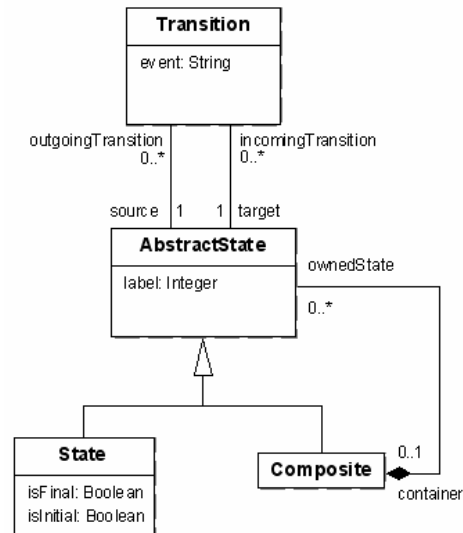 Transition
event: String
outgoingTransition
0..*
incomingTransition
0..*
source
1
1
target
AbstractState
label: Integer
ownedState
0..*
State
isFinal: Boolean
isInitial: Boolean
Composite
0..1
container